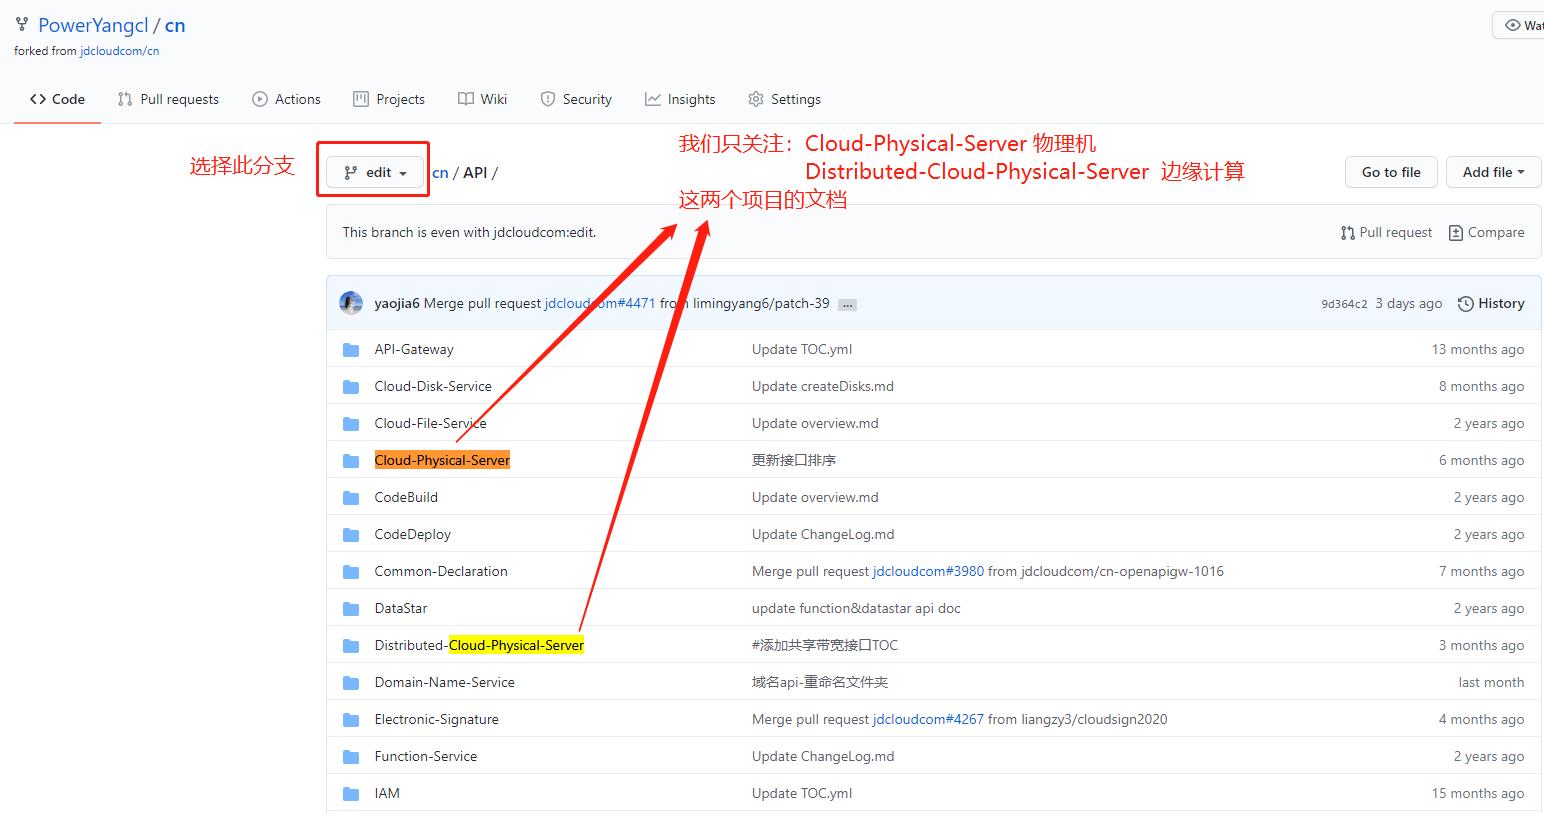 PowerYangcl / cn
Wat
forked from jdcloudcom/cn
Code
Pull requests
Actions
Projects
Wiki
Security
Insights
Settings
我们只关注：Cloud-Physical-Server 物理机
选择此分支
edit
cn / API /
Distributed-Cloud-Physical-Server 边缘计算
Go to file
Add file
这两个项目的文档
This branch is even with jdcloudcom:edit.
Pull request
Compare
yaojia6 Merge pull request jdcloudcom#4471 from limingyang6/patch-39 ...
9d364c2 3 days ago
History
API-Gateway Update TOC.yml 13 months ago
Cloud-Disk-Service Update createDisks.md 8 months ago
Cloud-File-Service Update overview.md 2 years ago
Cloud-Physical-Server 更新接口排序 6 months ago
CodeBuild Update overview.md 2 years ago
CodeDeploy Update ChangeLog.md 2 years ago
Common-Declaration Merge pull request jdcloudcom#3980 from jdcloudcom/cn-openapigw-1016 7 months ago
DataStar update function&datastar api doc 2 years ago
Distributed-Cloud-Physical-Server #添加共享带宽接口TOC 3 months ago
Domain-Name-Service 域名api-重命名文件夹 last month
Electronic-Signature Merge pull request jdcloudcom#4267 from liangzy3/cloudsign2020 4 months ago
Function-Service Update ChangeLog.md 2 years ago
IAM Update TOC.yml 15 months ago